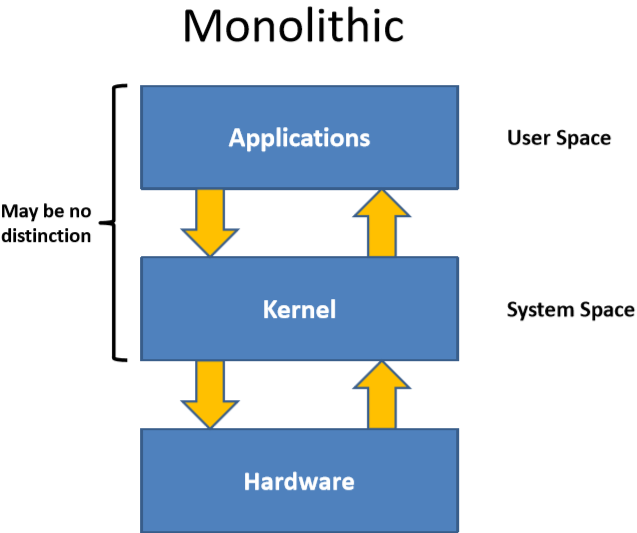 Monolithic
Applications
User Space
May be no
distinction
Kernel
System Space
Hardware